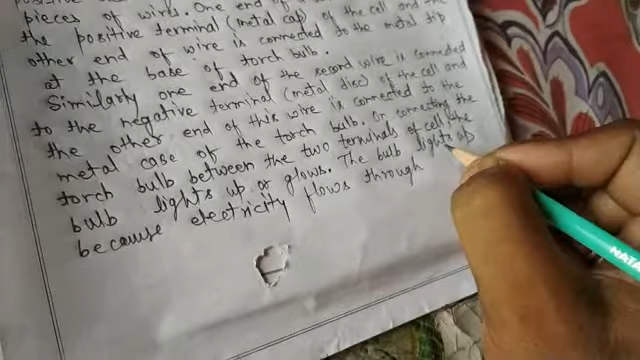 pieces of wires. One end of
the positive terminal (metal cap) of the cell and the
other end of wire is connected to the metal tip
at the base of torch bulb.
Similarly one end of the second wire is connected
to the negative terminal (metal disc) of the cell and
the other end of this wire is connected to the
metal case of the torch bulb. On connecting the
torch bulb between the two terminals of cell, the
bulb lights up or glows. The bulb lights up
because electricity flows through
NATA